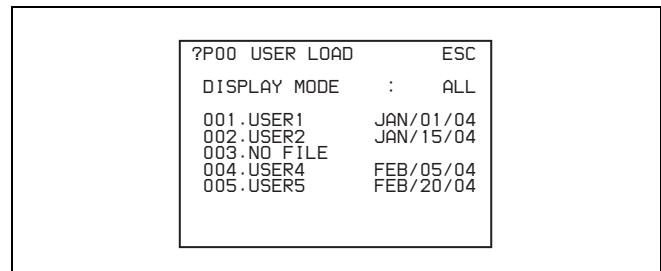 ?P00 USER LOAD ESC
DISPLAY MODE : ALL
001.USER1 JAN/01/04
002.USER2 JAN/15/04
003.NO FILE
004.USER4 FEB/05/04
005.USER5 FEB/20/04